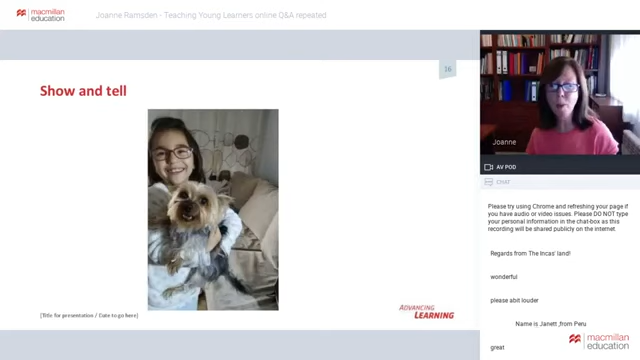 macmillan
education
Joanne Ramsden - Teaching Young Learners online Q&A repeated
16
Show and tell
[Title for presentation / Date to go here]
ADVANCING
LEARNING
Joanne
AV POD
CHAT
Please try using Chrome and refreshing your page if
you have audio or video issues. Please DO NOT type
your personal information in the chat-box as this
recording will be shared publicly on the internet.
Regards from The Incas' land!
wonderful
please abit louder
Name is Janett ,from Peru
great
macmillan
education